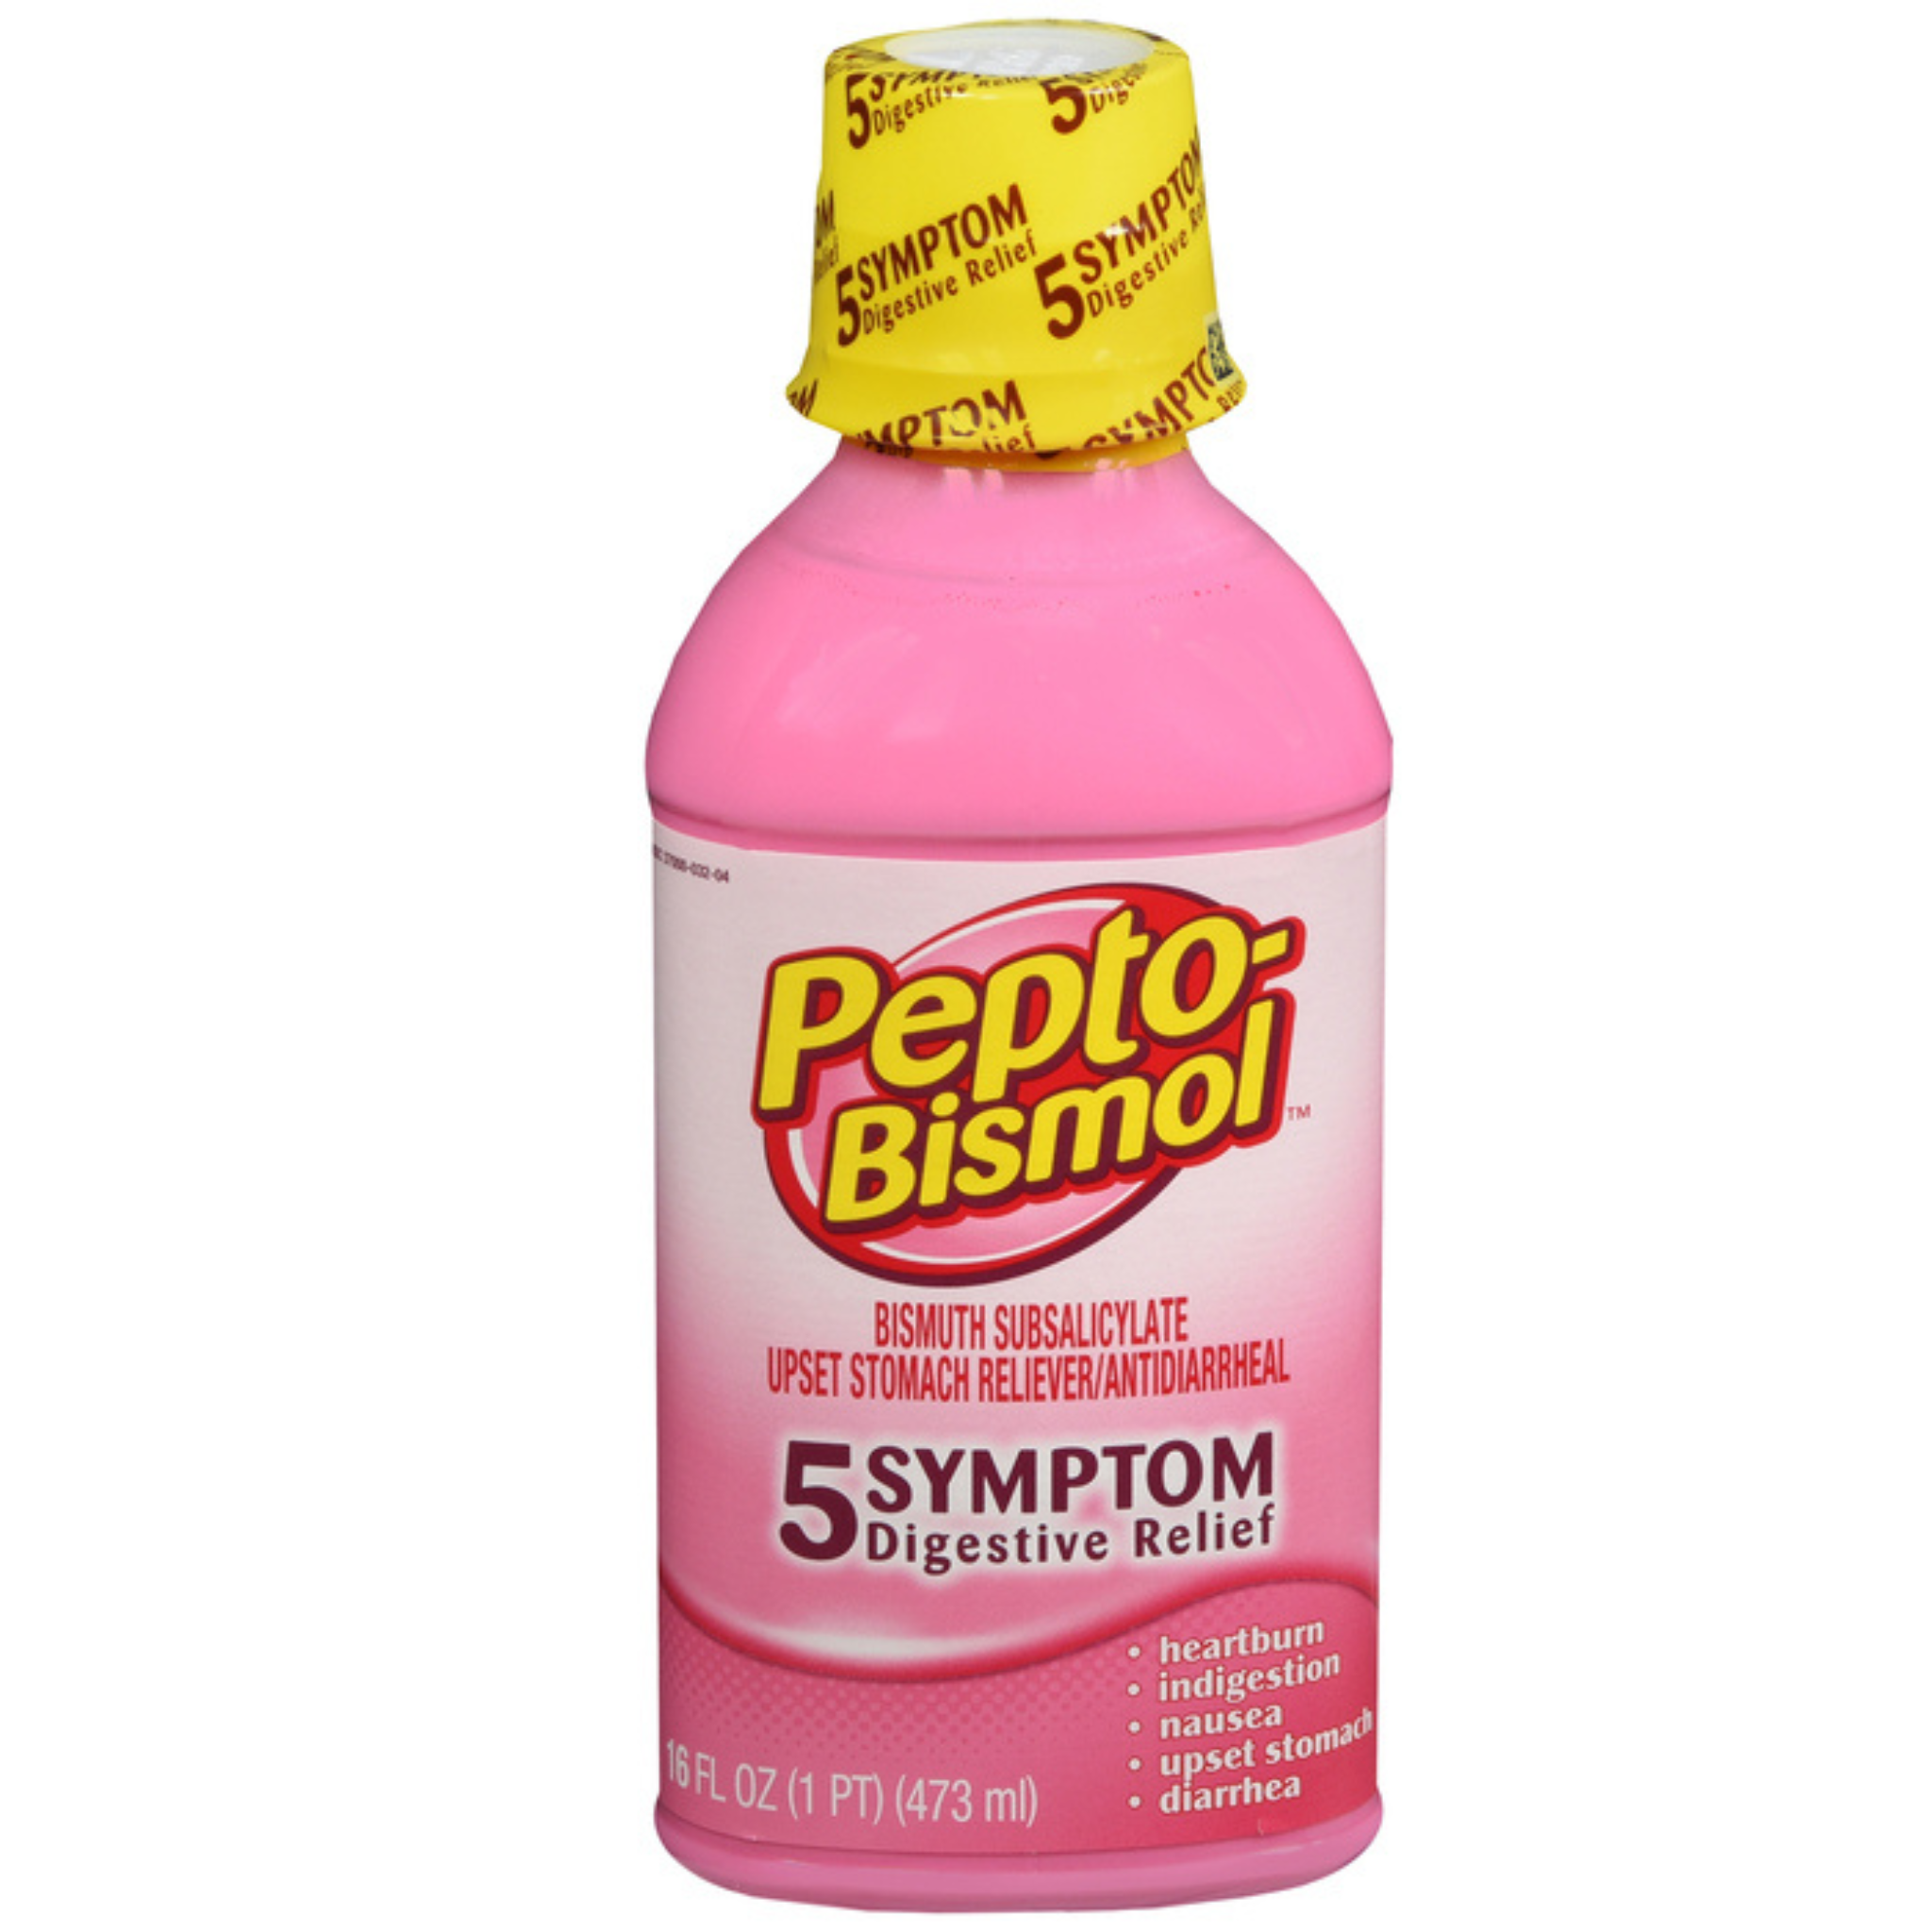 5 SYMPTOM
Digestive Relief
5 SYMPTOM
Digestive Relief
Pepto-
Bismol™
BISMUTH SUBSALICYLATE
UPSET STOMACH RELIEVER/ANTIDIARRHEAL
5 SYMPTOM
Digestive Relief
• heartburn
• indigestion
• nausea
• upset stomach
• diarrhea
16 FL OZ (1 PT) (473 ml)